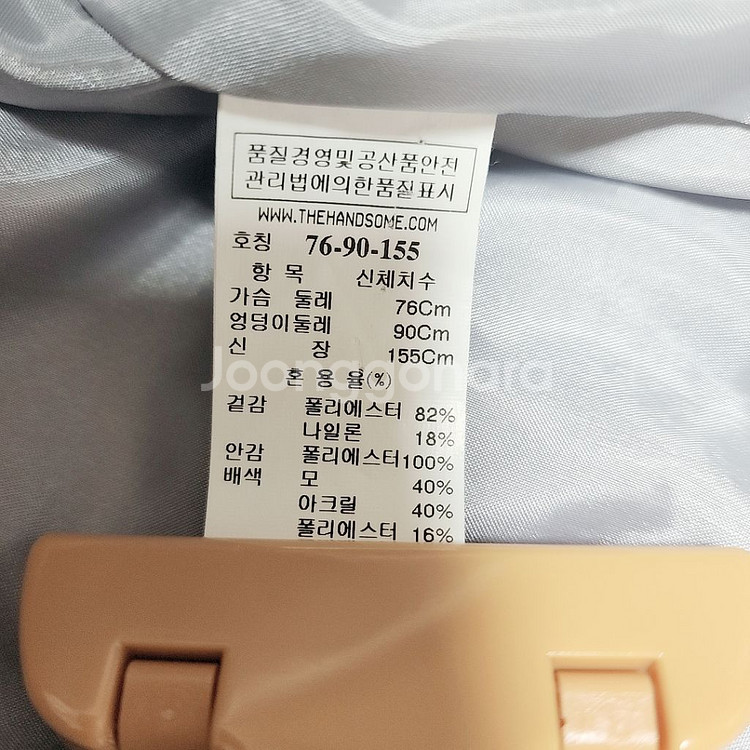 품질경영및공산품안전
관리법에의한품질표시
WWW.THEHANDSOME.COM
호칭 76-90-155
항 목 신체치수
가슴 둘레 76Cm
엉덩이둘레 90Cm
신 장 155Cm
Joonggonara
혼 용 율(%)
겉감 폴리에스터 82%
나일론 18%
안감 폴리에스터100%
배색 모 40%
아크릴 40%
폴리에스터 16%